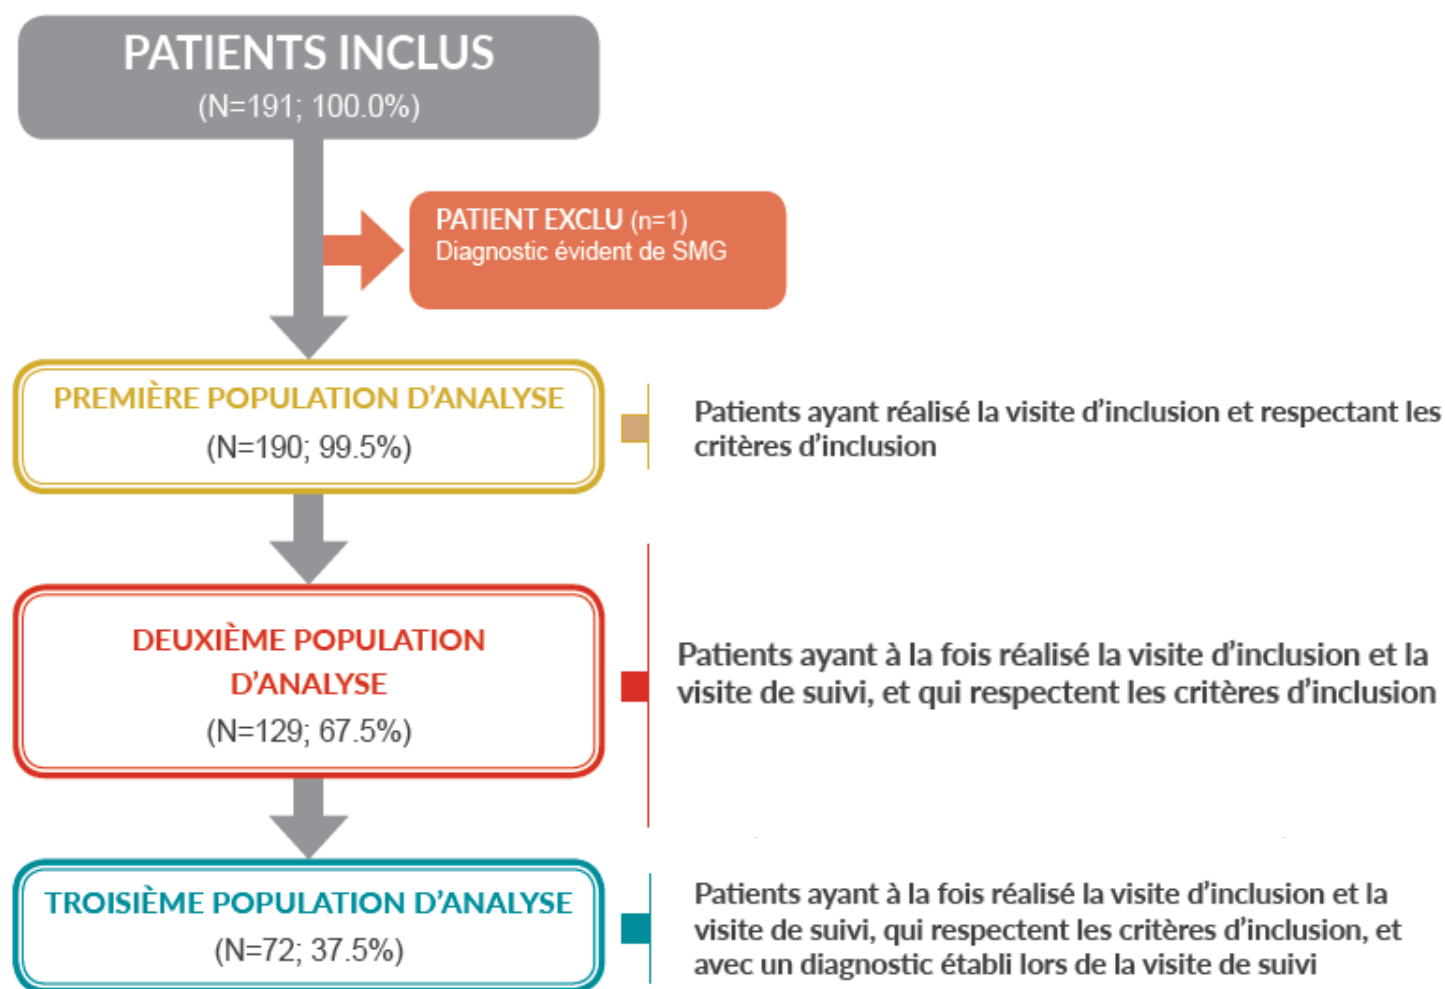 PATIENTS INCLUS
(N=191; 100.0%)
PATIENT EXCLU (n=1)
Diagnostic évident de SMG
PREMIÈRE POPULATION D’ANALYSE
(N=190; 99.5%)
Patients ayant réalisé la visite d’inclusion et respectant les
critères d’inclusion
DEUXIÈME POPULATION
D’ANALYSE
(N=129; 67.5%)
Patients ayant à la fois réalisé la visite d’inclusion et la
visite de suivi, et qui respectent les critères d’inclusion
TROISIÈME POPULATION D’ANALYSE
(N=72; 37.5%)
Patients ayant à la fois réalisé la visite d’inclusion et la
visite de suivi, qui respectent les critères d’inclusion, et
avec un diagnostic établi lors de la visite de suivi